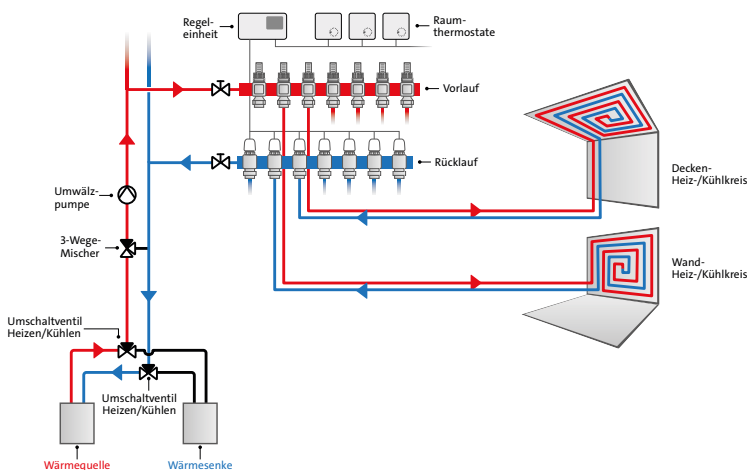 Regel-
einheit
Raum-
thermostate
Vorlauf
Rücklauf
Decken-
Heiz-/Kühlkreis
Umwälz-
pumpe
3-Wege-
Mischer
Wand-
Heiz-/Kühlkreis
Umschaltventil
Heizen/Kühlen
Umschaltventil
Heizen/Kühlen
Wärmequelle
Wärmesenke